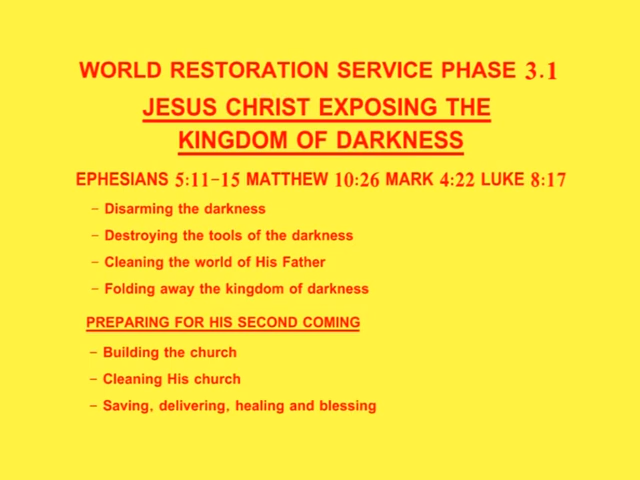 WORLD RESTORATION SERVICE PHASE 3.1
JESUS CHRIST EXPOSING THE
KINGDOM OF DARKNESS
EPHESIANS 5:11-15 MATTHEW 10:26 MARK 4:22 LUKE 8:17
- Disarming the darkness
- Destroying the tools of the darkness
- Cleaning the world of His Father
- Folding away the kingdom of darkness
PREPARING FOR HIS SECOND COMING
- Building the church
- Cleaning His church
- Saving, delivering, healing and blessing